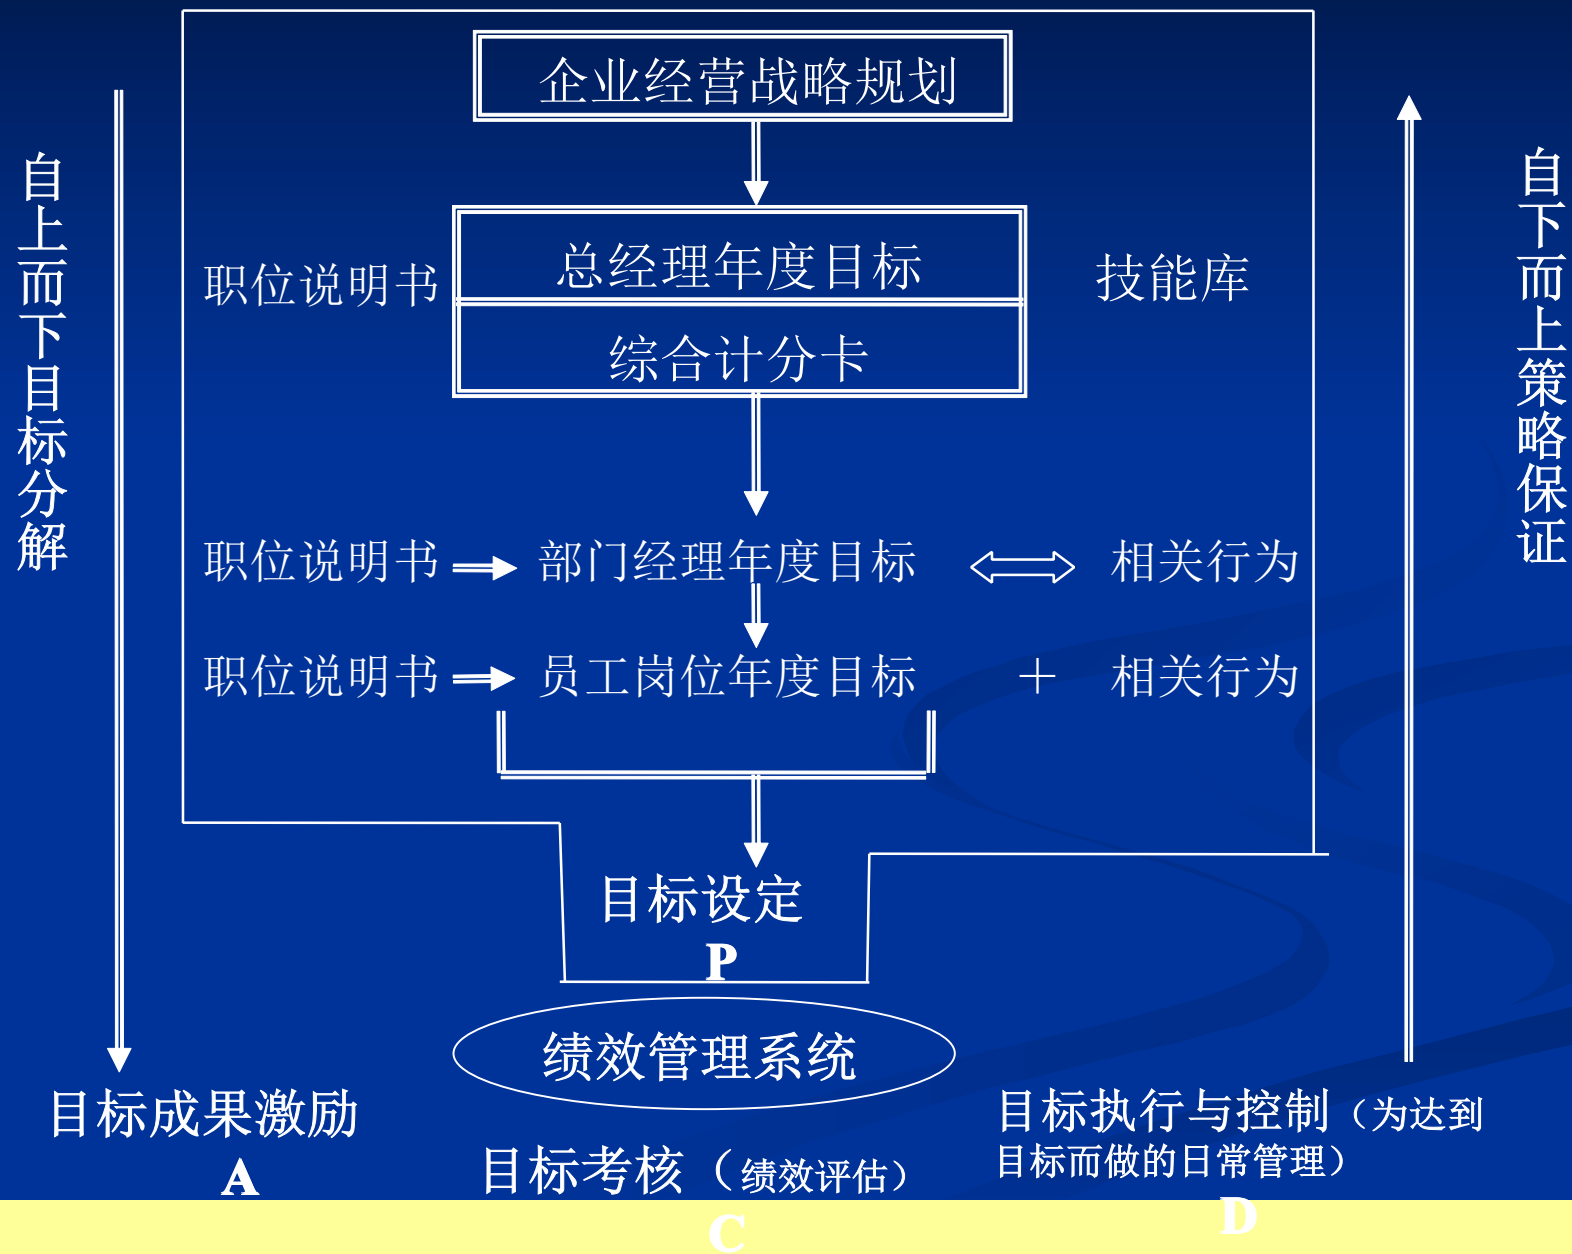 企业经营战略规划
自上而下目标分解
自下而上策略保证
职位说明书
总经理年度目标
技能库
综合计分卡
职位说明书
部门经理年度目标
相关行为
职位说明书
员工岗位年度目标
+
相关行为
目标设定
P
绩效管理系统
目标成果激励
A
目标考核（绩效评估）
C
目标执行与控制（为达到
目标而做的日常管理）
D